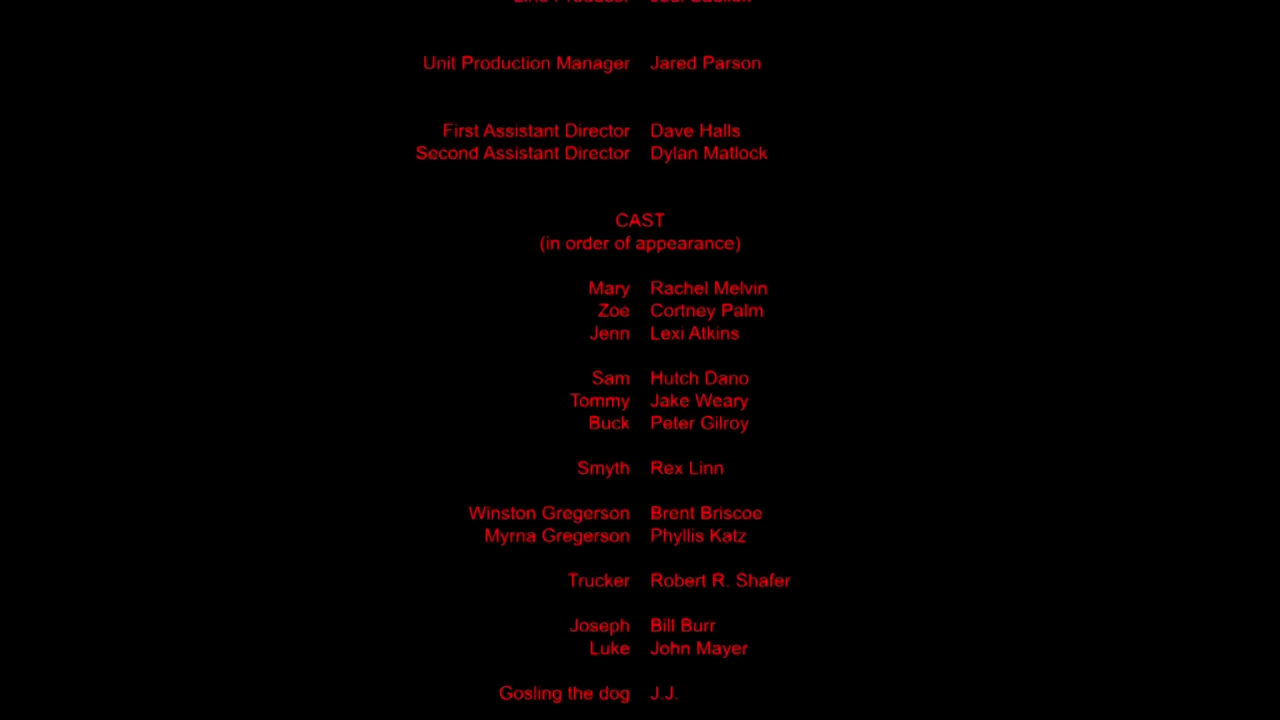 Unit Production Manager Jared Parson
First Assistant Director Dave Halls
Second Assistant Director Dylan Matlock
CAST
(in order of appearance)
Mary Rachel Melvin
Zoe Cortney Palm
Jenn Lexi Atkins
Sam Hutch Dano
Tommy Jake Weary
Buck Peter Gilroy
Smyth Rex Linn
Winston Gregerson Brent Briscoe
Myrna Gregerson Phyllis Katz
Trucker Robert R. Shafer
Joseph Bill Burr
Luke John Mayer
Gosling the dog J.J.